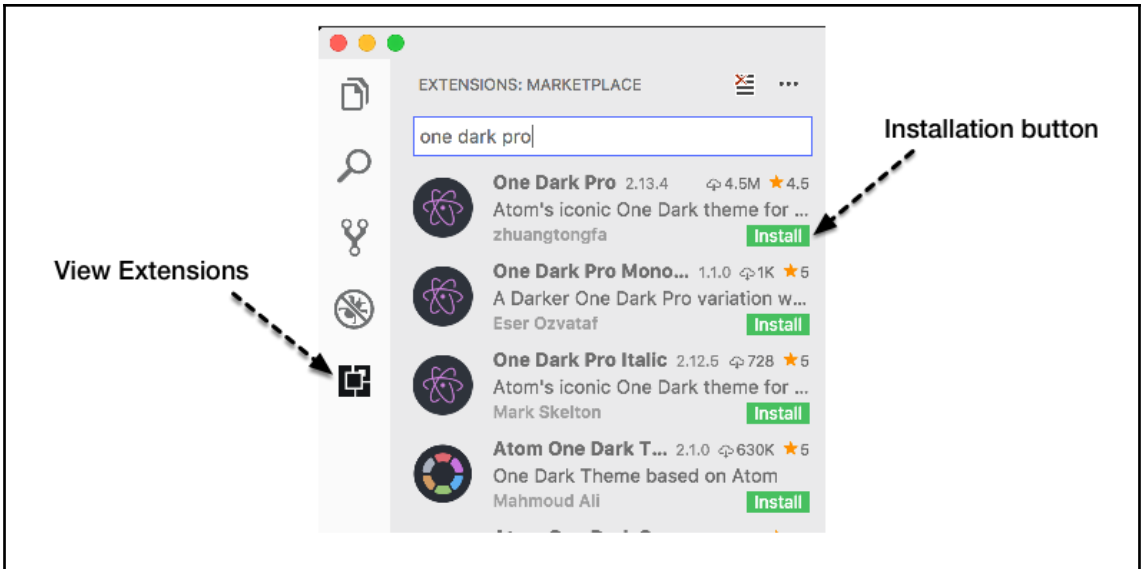 EXTENSIONS: MARKETPLACE
one dark pro
Installation button
One Dark Pro 2.13.4 4.5M ★4.5
Atom's iconic One Dark theme for ...
zhuangtongfa Install
View Extensions
One Dark Pro Mono... 1.1.0 1K ★5
A Darker One Dark Pro variation w...
Eser Ozvataf Install
One Dark Pro Italic 2.12.5 728 ★5
Atom's iconic One Dark theme for ...
Mark Skelton Install
Atom One Dark T... 2.1.0 630K ★5
One Dark Theme based on Atom
Mahmoud Ali Install